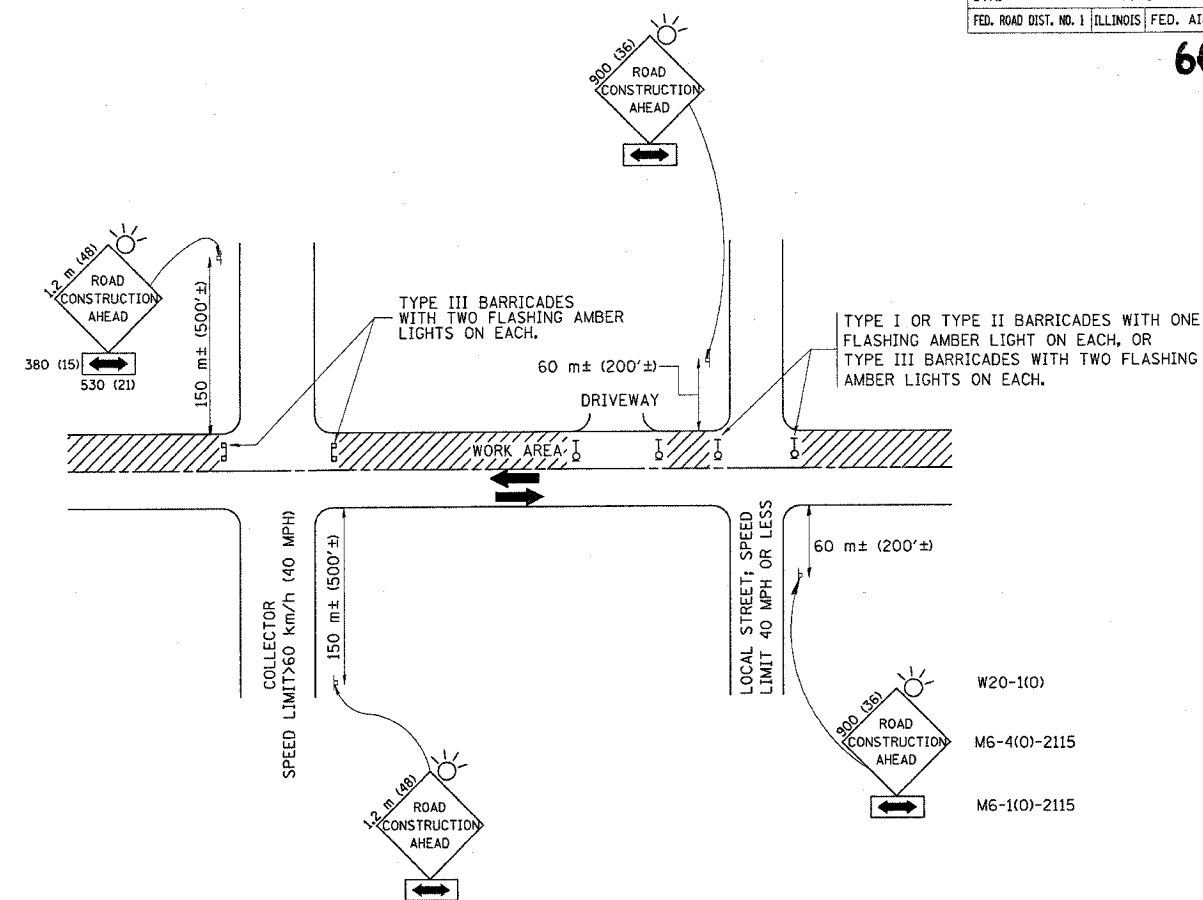 FED. ROAD DIST. NO. 1 ILLINOIS FED.
900 (36)
ROAD
CONSTRUCTION
AHEAD
1.2 m (48)
ROAD
CONSTRUCTION
AHEAD
380 (15)
530 (21)
150 m± (500'±)
TYPE III BARRICADES
WITH TWO FLASHING AMBER
LIGHTS ON EACH.
60 m± (200'±)
DRIVEWAY
TYPE I OR TYPE II BARRICADES WITH ONE
FLASHING AMBER LIGHT ON EACH, OR
TYPE III BARRICADES WITH TWO FLASHING
AMBER LIGHTS ON EACH.
WORK AREA
COLLECTOR
SPEED LIMIT>60 km/h (40 MPH)
150 m± (500'±)
LOCAL STREET; SPEED
LIMIT 40 MPH OR LESS
60 m± (200'±)
900 (36)
ROAD
CONSTRUCTION
AHEAD
W20-1(O)
M6-4(O)-2115
M6-1(O)-2115
1.2 m (48)
ROAD
CONSTRUCTION
AHEAD